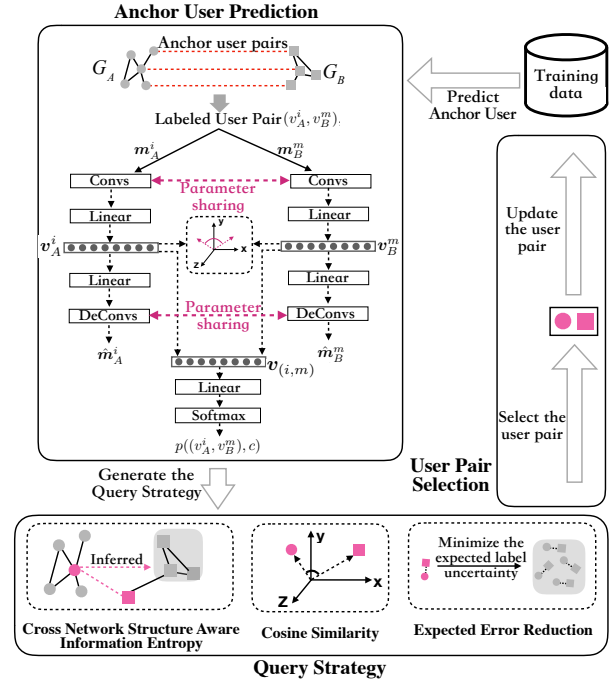 Anchor User Prediction
Anchor user pairs
G_A
G_B
Labeled User Pair (v_A^i, v_B^m).
m_A^i
m_B^m
Convs
Parameter
sharing
Convs
Linear
Linear
y
x
z
v_A^i
v_B^m
Linear
Linear
DeConvs
Parameter
sharing
DeConvs
m̂_A^i
m̂_B^m
v_(i,m)
Linear
Softmax
p((v_A^i, v_B^m), c)
Training
data
Predict
Anchor User
Update
the user
pair
Select the
user pair
User Pair
Selection
Generate the
Query Strategy
Inferred
Cross Network Structure Aware
Information Entropy
y
x
Z
Cosine Similarity
Minimize the
expected label
uncertainty
Expected Error Reduction
Query Strategy